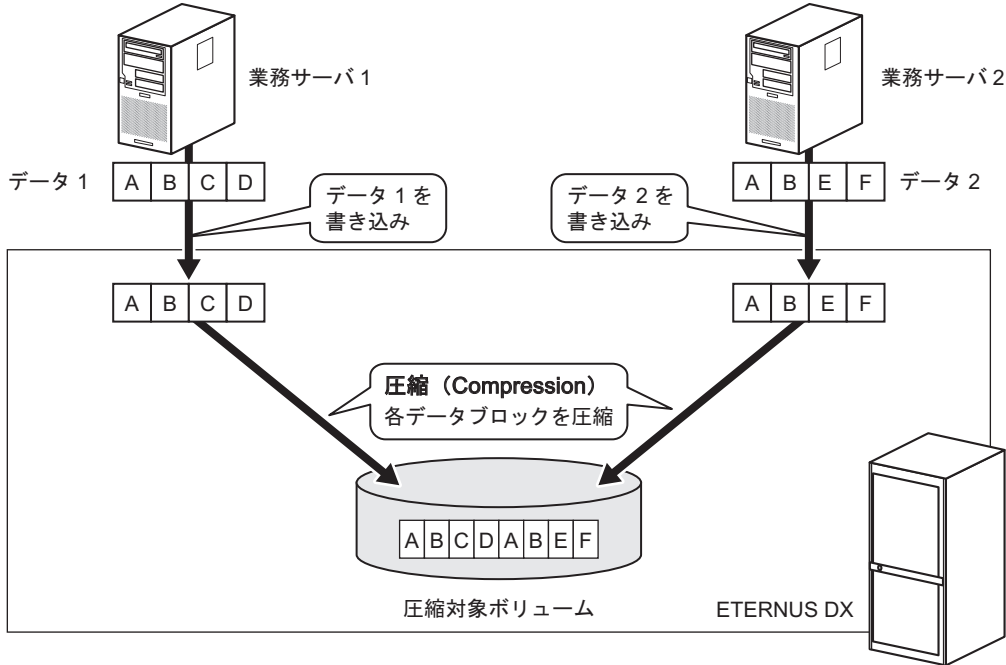 業務サーバ 1
業務サーバ 2
データ 1
A B C D
A B E F
データ 2
データ 1 を
書き込み
データ 2 を
書き込み
A B C D
A B E F
圧縮（Compression）
各データブロックを圧縮
A B C D A B E F
圧縮対象ボリューム
ETERNUS DX